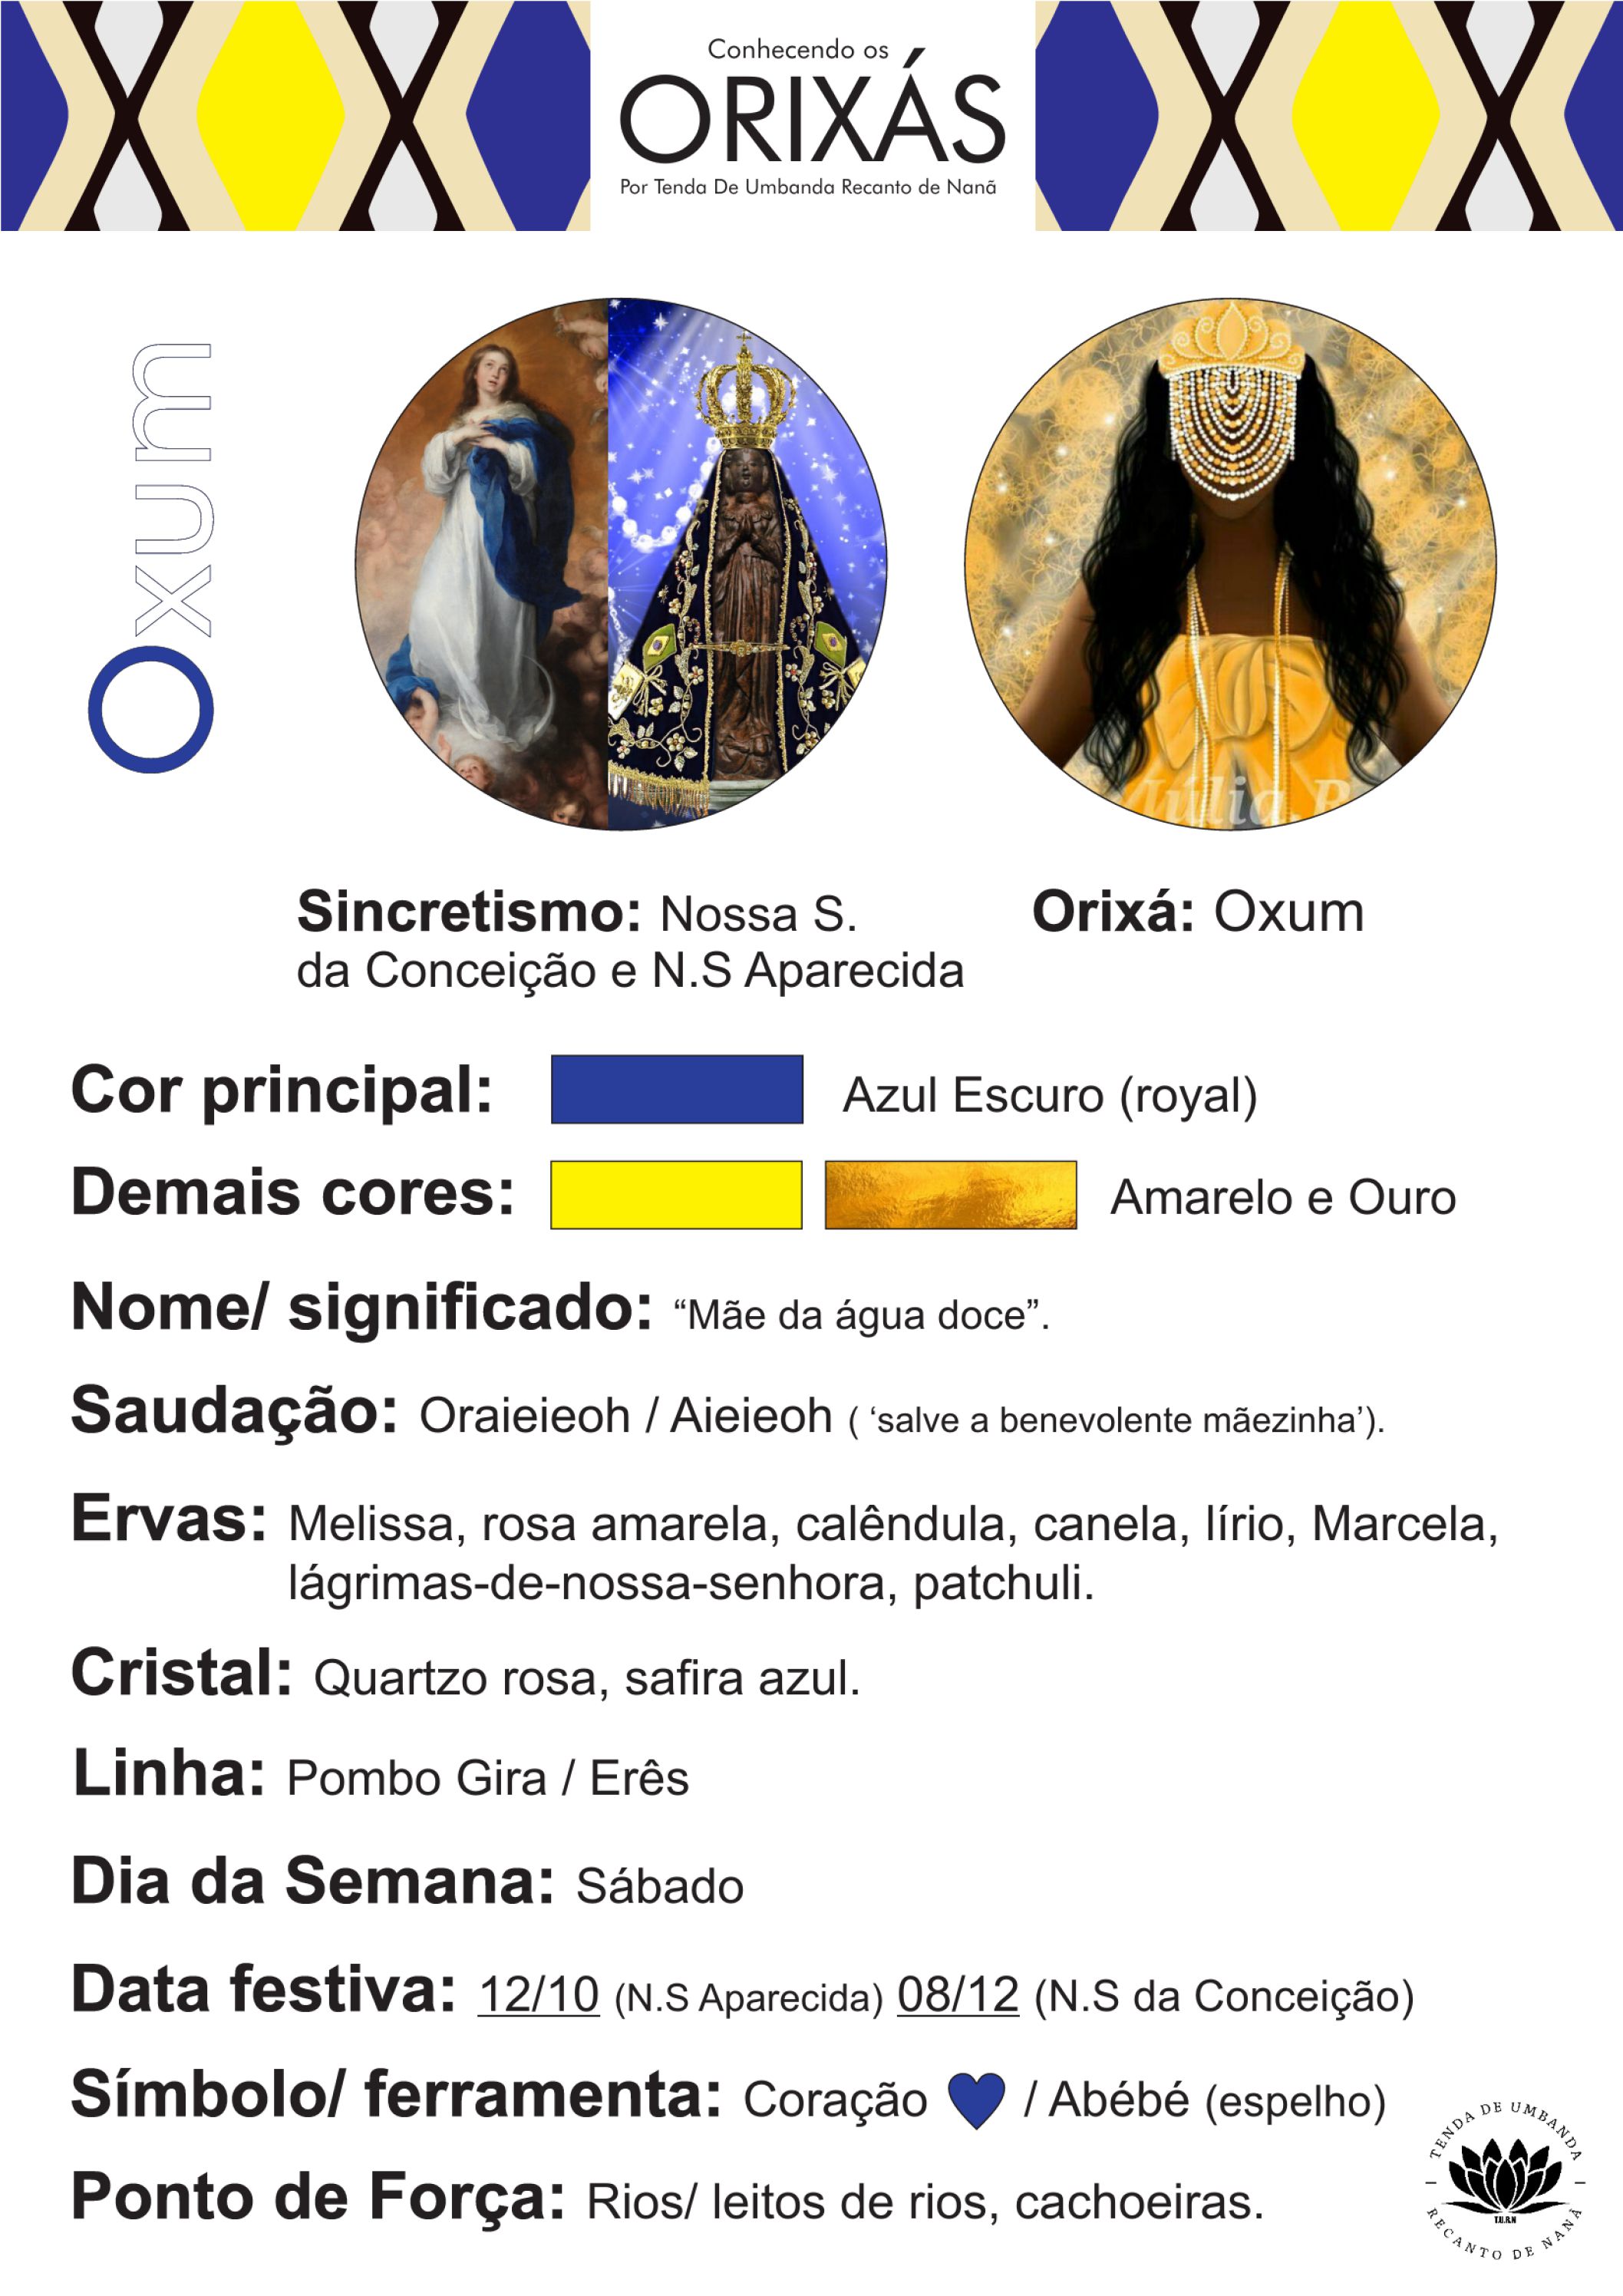 Conhecendo os
ORIXÁS
Por Tenda De Umbanda Recanto de Nanã
Oxum
Sincretismo: Nossa S.
da Conceição e N.S Aparecida
Orixá: Oxum
Cor principal: Azul Escuro (royal)
Demais cores: Amarelo e Ouro
Nome/ significado: “Mãe da água doce”.
Saudação: Oraieieoh / Aieieoh ( ‘salve a benevolente mãezinha’).
Ervas: Melissa, rosa amarela, calêndula, canela, lírio, Marcela,
lágrimas-de-nossa-senhora, patchuli.
Cristal: Quartzo rosa, safira azul.
Linha: Pombo Gira / Erês
Dia da Semana: Sábado
Data festiva: 12/10 (N.S Aparecida) 08/12 (N.S da Conceição)
Símbolo/ ferramenta: Coração / Abébé (espelho)
Ponto de Força: Rios/ leitos de rios, cachoeiras.
TENDA DE UMBANDA
T.U.R.N
RECANTO DE NANÃ